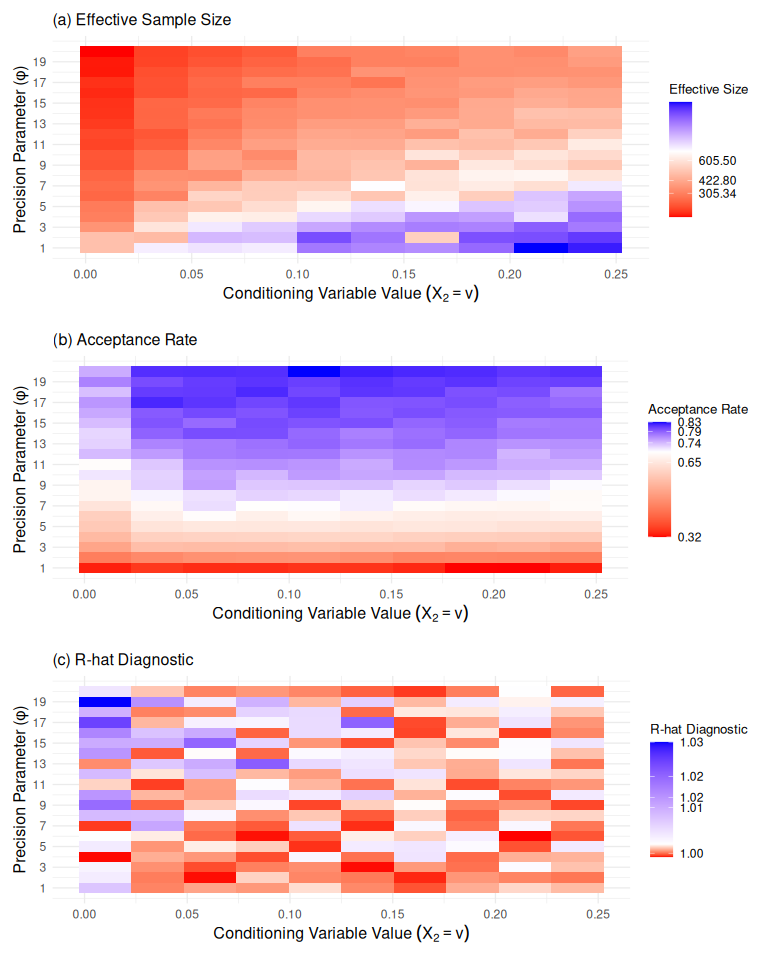 (a) Effective Sample Size
Precision Parameter (φ)
19
17
15
13
11
9
7
5
3
1
0.00 0.05 0.10 0.15 0.20 0.25
Conditioning Variable Value (X₂ = v)
Effective Size
605.50
422.80
305.34
(b) Acceptance Rate
Precision Parameter (φ)
19
17
15
13
11
9
7
5
3
1
0.00 0.05 0.10 0.15 0.20 0.25
Conditioning Variable Value (X₂ = v)
Acceptance Rate
0.83
0.79
0.74
0.65
0.32
(c) R-hat Diagnostic
Precision Parameter (φ)
19
17
15
13
11
9
7
5
3
1
0.00 0.05 0.10 0.15 0.20 0.25
Conditioning Variable Value (X₂ = v)
R-hat Diagnostic
1.03
1.02
1.02
1.01
1.00